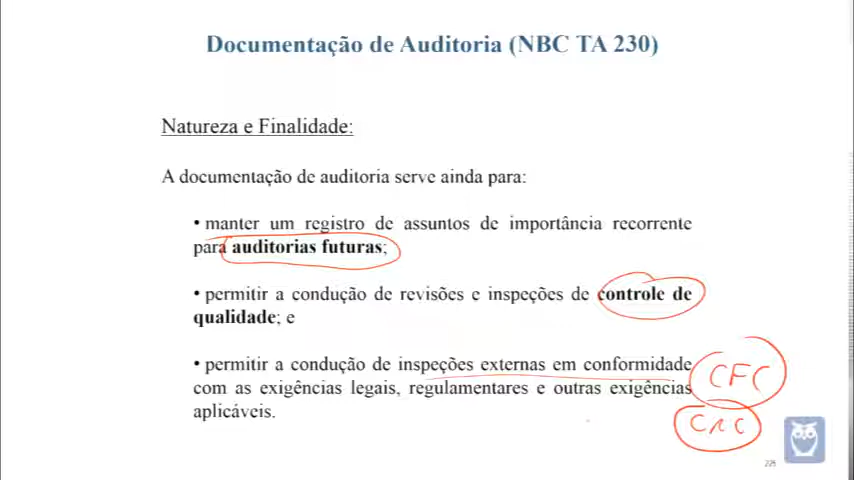 Documentação de Auditoria (NBC TA 230)
Natureza e Finalidade:
A documentação de auditoria serve ainda para:
• manter um registro de assuntos de importância recorrente
para auditorias futuras;
• permitir a condução de revisões e inspeções de controle de
qualidade; e
• permitir a condução de inspeções externas em conformidade
com as exigências legais, regulamentares e outras exigências
aplicáveis.
CFC
CRC
225